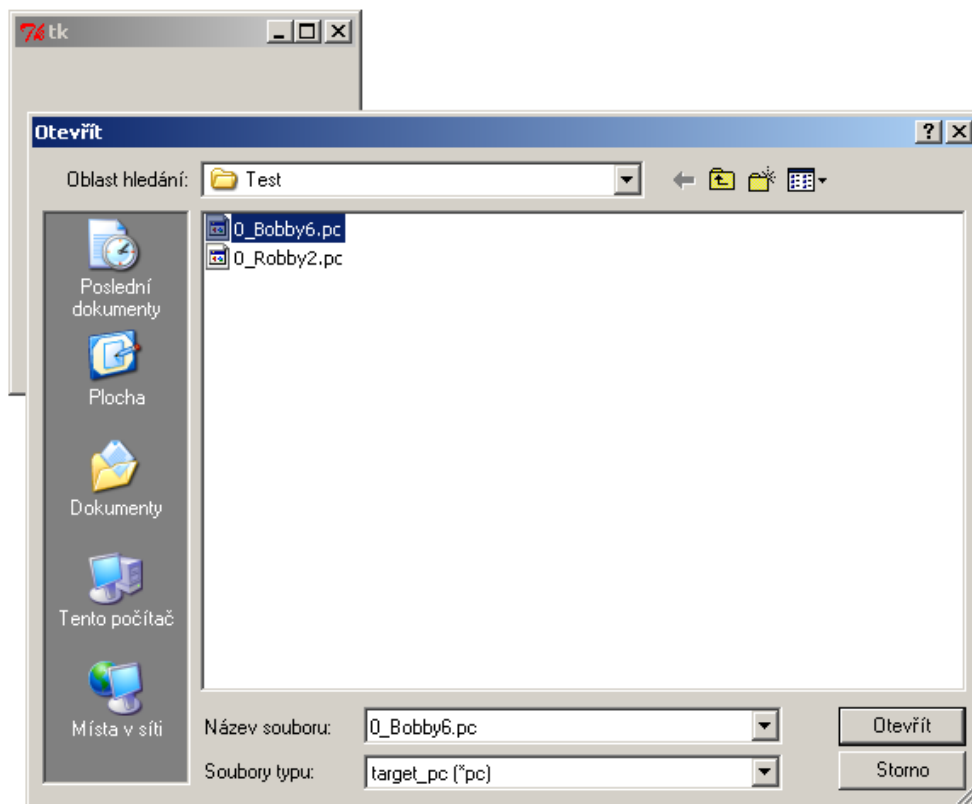 tk
Otevřít
Oblast hledání:
Test
0_Bobby6.pc
0_Robby2.pc
Poslední
dokumenty
Plocha
Dokumenty
Tento počítač
Místa v síti
Název souboru:
0_Bobby6.pc
Otevřít
Soubory typu:
target_pc (*pc)
Storno